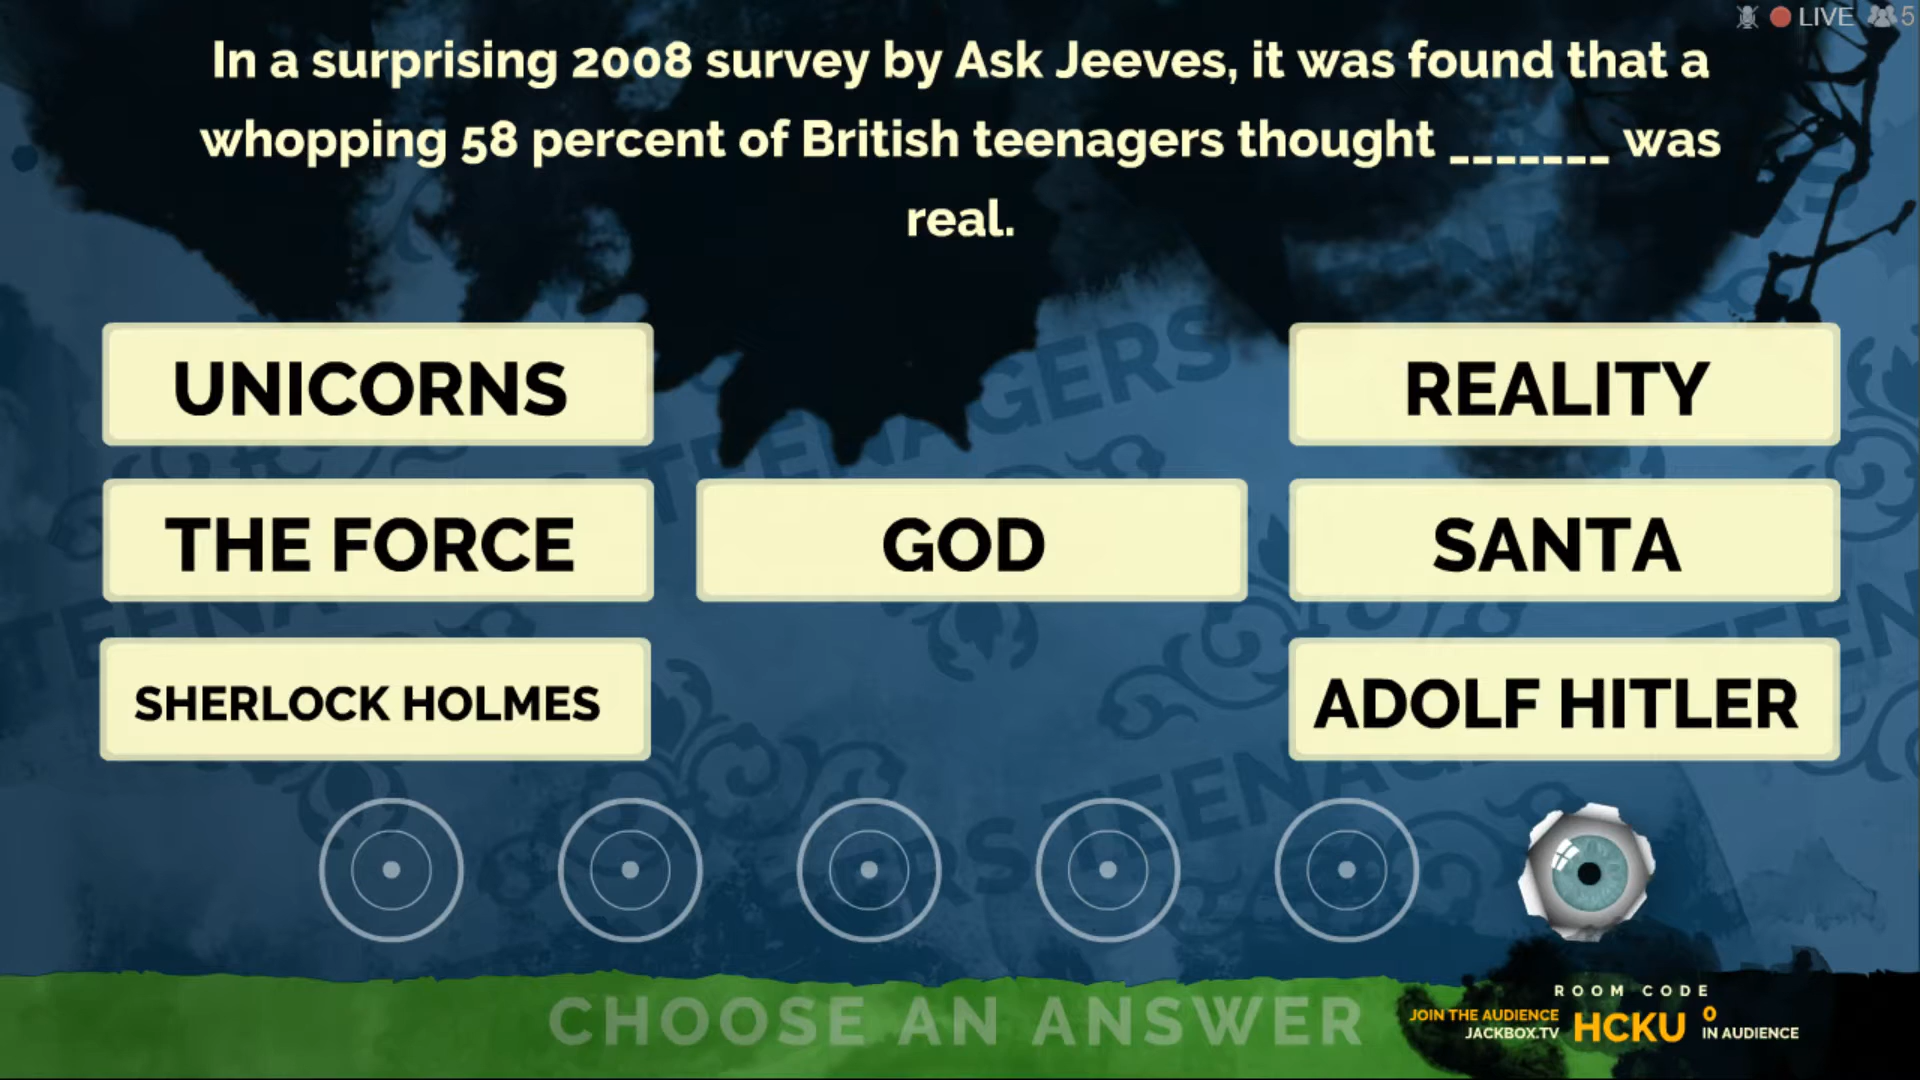 LIVE 5
In a surprising 2008 survey by Ask Jeeves, it was found that a
whopping 58 percent of British teenagers thought _______ was
real.
UNICORNS
REALITY
THE FORCE
GOD
SANTA
SHERLOCK HOLMES
ADOLF HITLER
TEENAGERS
CHOOSE AN ANSWER
ROOM CODE
JOIN THE AUDIENCE
JACKBOX.TV
HCKU
0
IN AUDIENCE